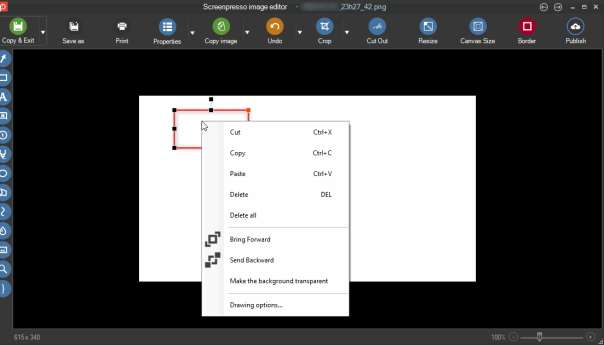 Screenpresso image editor - _23h27_42.png
Copy & Exit
Save as
Print
Properties
Copy image
Undo
Crop
Cut Out
Resize
Canvas Size
Border
Publish
Cut Ctrl+X
Copy Ctrl+C
Paste Ctrl+V
Delete DEL
Delete all
Bring Forward
Send Backward
Make the background transparent
Drawing options...
615 x 340
100%